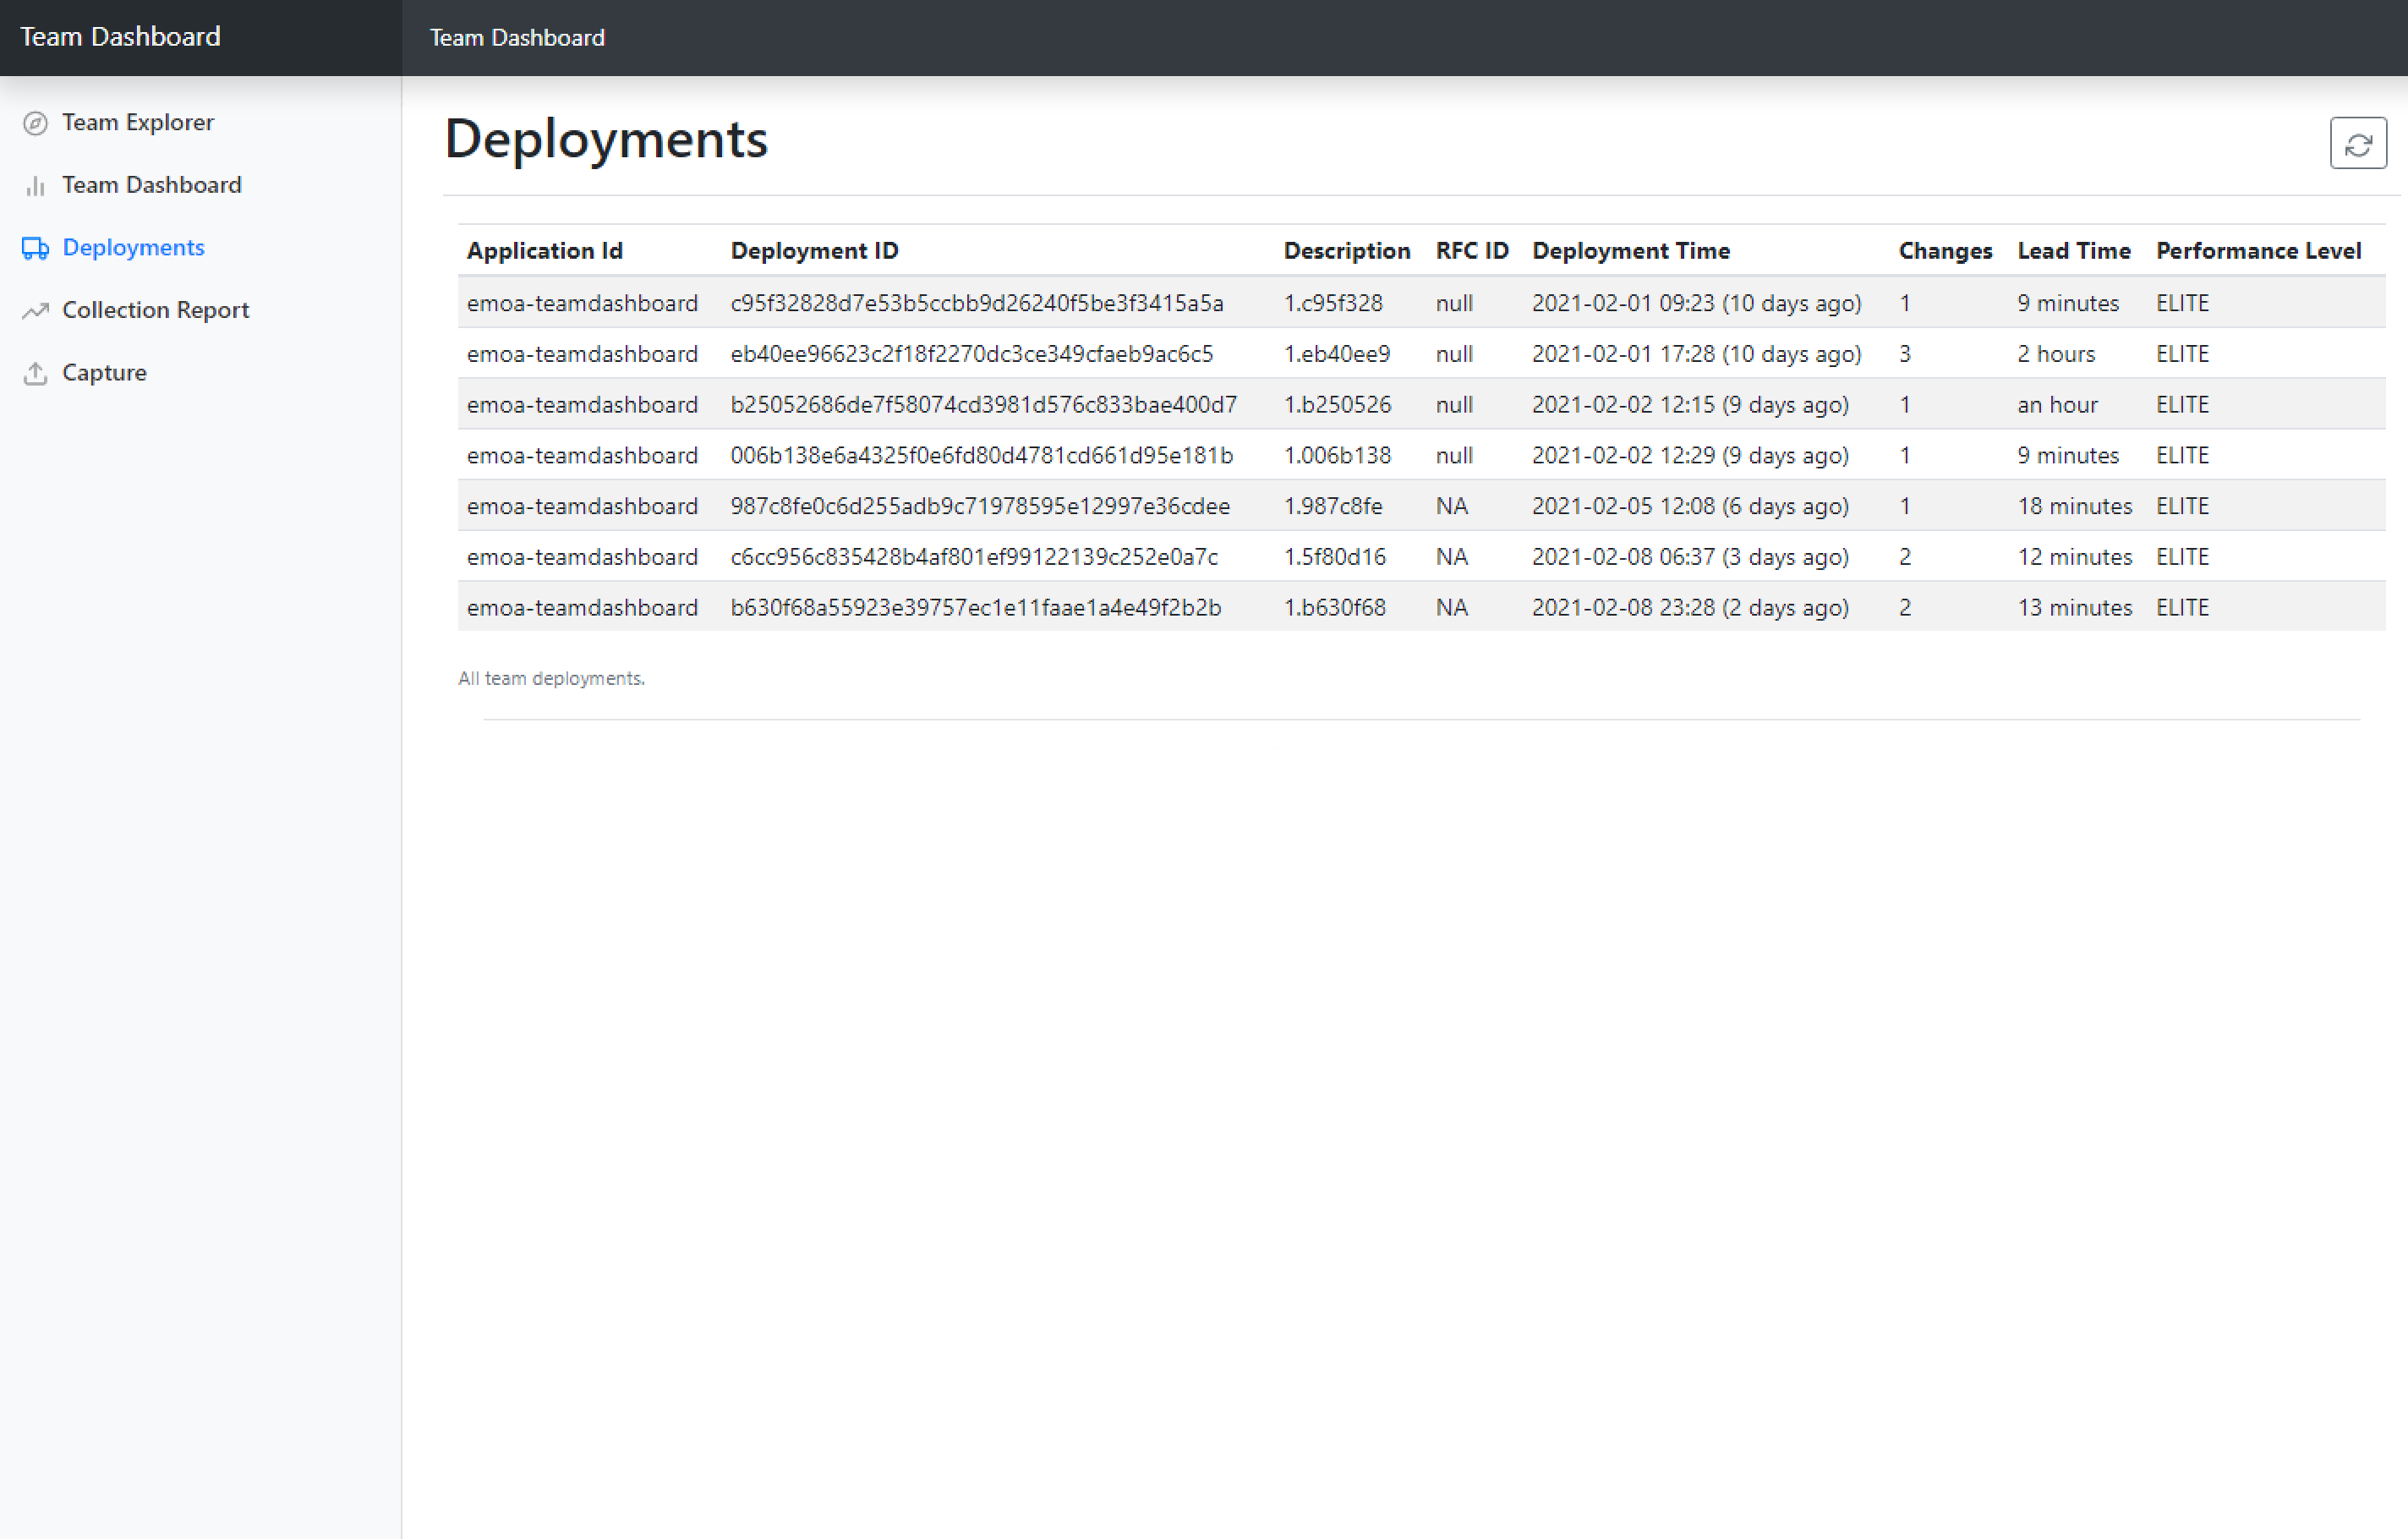 Team Dashboard
Team Dashboard
Team Explorer
Team Dashboard
Deployments
Collection Report
Capture
Deployments
Application Id Deployment ID Description RFC ID Deployment Time Changes Lead Time Performance Level
emoa-teamdashboard c95f32828d7e53b5ccbb9d26240f5be3f3415a5a 1.c95f328 null 2021-02-01 09:23 (10 days ago) 1 9 minutes ELITE
emoa-teamdashboard eb40ee96623c2f18f2270dc3ce349cfaeb9ac6c5 1.eb40ee9 null 2021-02-01 17:28 (10 days ago) 3 2 hours ELITE
emoa-teamdashboard b25052686de7f58074cd3981d576c833bae400d7 1.b250526 null 2021-02-02 12:15 (9 days ago) 1 an hour ELITE
emoa-teamdashboard 006b138e6a4325f0e6fd80d4781cd661d95e181b 1.006b138 null 2021-02-02 12:29 (9 days ago) 1 9 minutes ELITE
emoa-teamdashboard 987c8fe0c6d255adb9c71978595e12997e36cdee 1.987c8fe NA 2021-02-05 12:08 (6 days ago) 1 18 minutes ELITE
emoa-teamdashboard c6cc956c835428b4af801ef99122139c252e0a7c 1.5f80d16 NA 2021-02-08 06:37 (3 days ago) 2 12 minutes ELITE
emoa-teamdashboard b630f68a55923e39757ec1e11faae1a4e49f2b2b 1.b630f68 NA 2021-02-08 23:28 (2 days ago) 2 13 minutes ELITE
All team deployments.